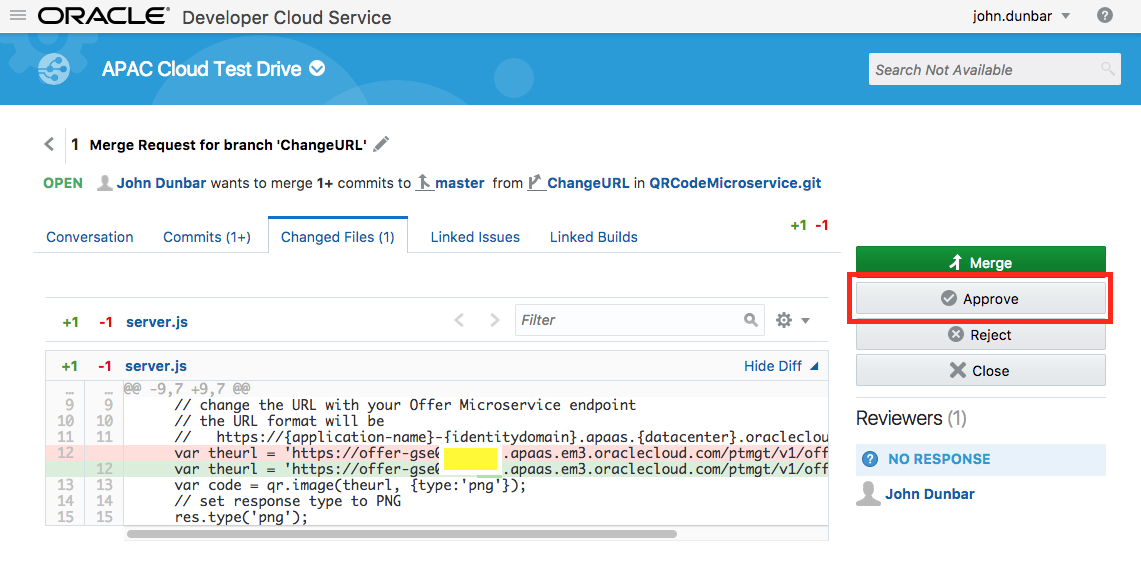 ORACLE® Developer Cloud Service
john.dunbar
?
APAC Cloud Test Drive
Search Not Available
1 Merge Request for branch 'ChangeURL'
OPEN John Dunbar wants to merge 1+ commits to master from ChangeURL in QRCodeMicroservice.git
Conversation Commits (1+) Changed Files (1) Linked Issues Linked Builds
+1 -1
Merge
Approve
Reject
Close
+1 -1 server.js
Filter
+1 -1 server.js Hide Diff
... ... @@ -9,7 +9,7 @@
9 9 // change the URL with your Offer Microservice endpoint
10 10 // the URL format will be
11 11 // https://{application-name}-{identitydomain}.apaas.{datacenter}.oraclecloud
12 var theurl = 'https://offer-gse .apaas.em3.oraclecloud.com/ptmgt/v1/off
12 var theurl = 'https://offer-gse .apaas.em3.oraclecloud.com/ptmgt/v1/off
13 13 var code = qr.image(theurl, {type:'png'});
14 14 // set response type to PNG
15 15 res.type('png');
Reviewers (1)
? NO RESPONSE
John Dunbar